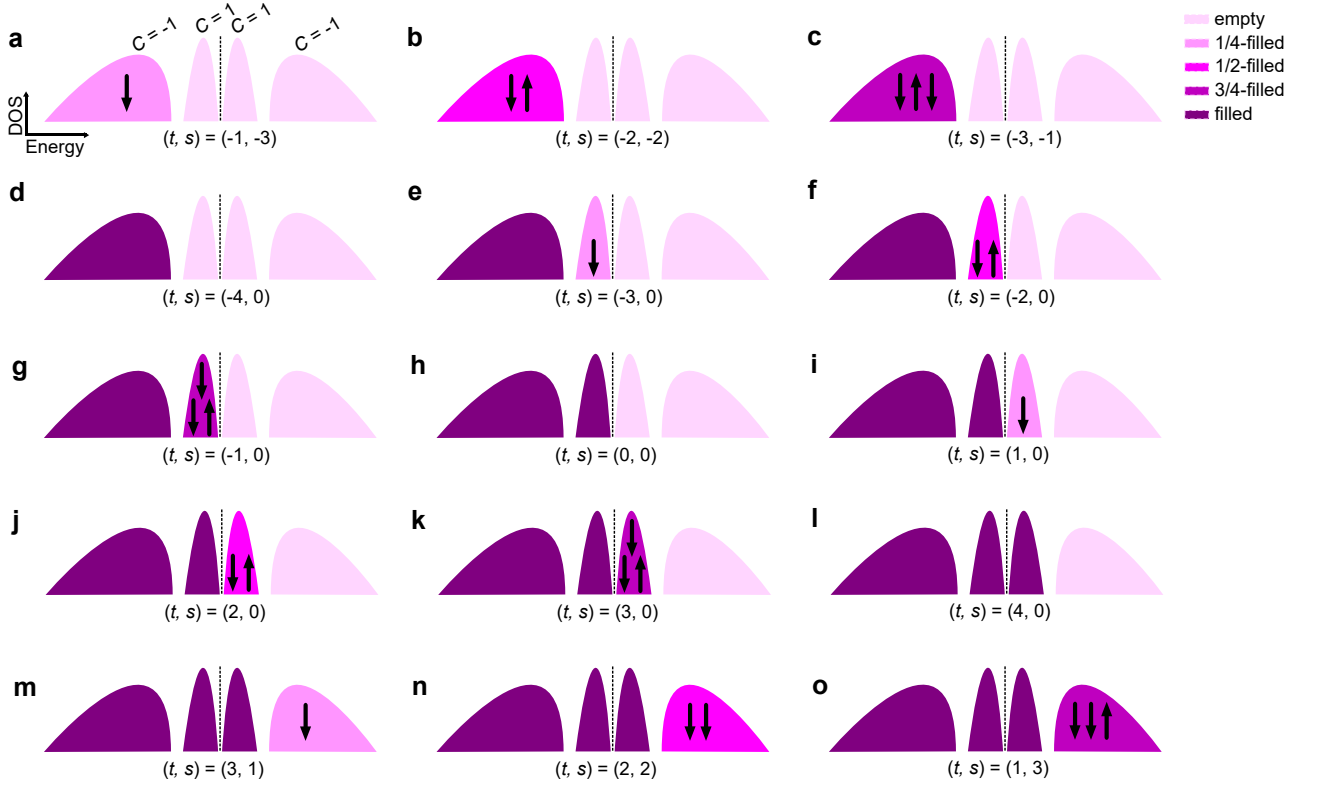 a
C = -1
C = 1
C = 1
C = -1
DOS
Energy
(t, s) = (-1, -3)
b
(t, s) = (-2, -2)
c
(t, s) = (-3, -1)
empty
1/4-filled
1/2-filled
3/4-filled
filled
d
(t, s) = (-4, 0)
e
(t, s) = (-3, 0)
f
(t, s) = (-2, 0)
g
(t, s) = (-1, 0)
h
(t, s) = (0, 0)
i
(t, s) = (1, 0)
j
(t, s) = (2, 0)
k
(t, s) = (3, 0)
l
(t, s) = (4, 0)
m
(t, s) = (3, 1)
n
(t, s) = (2, 2)
o
(t, s) = (1, 3)